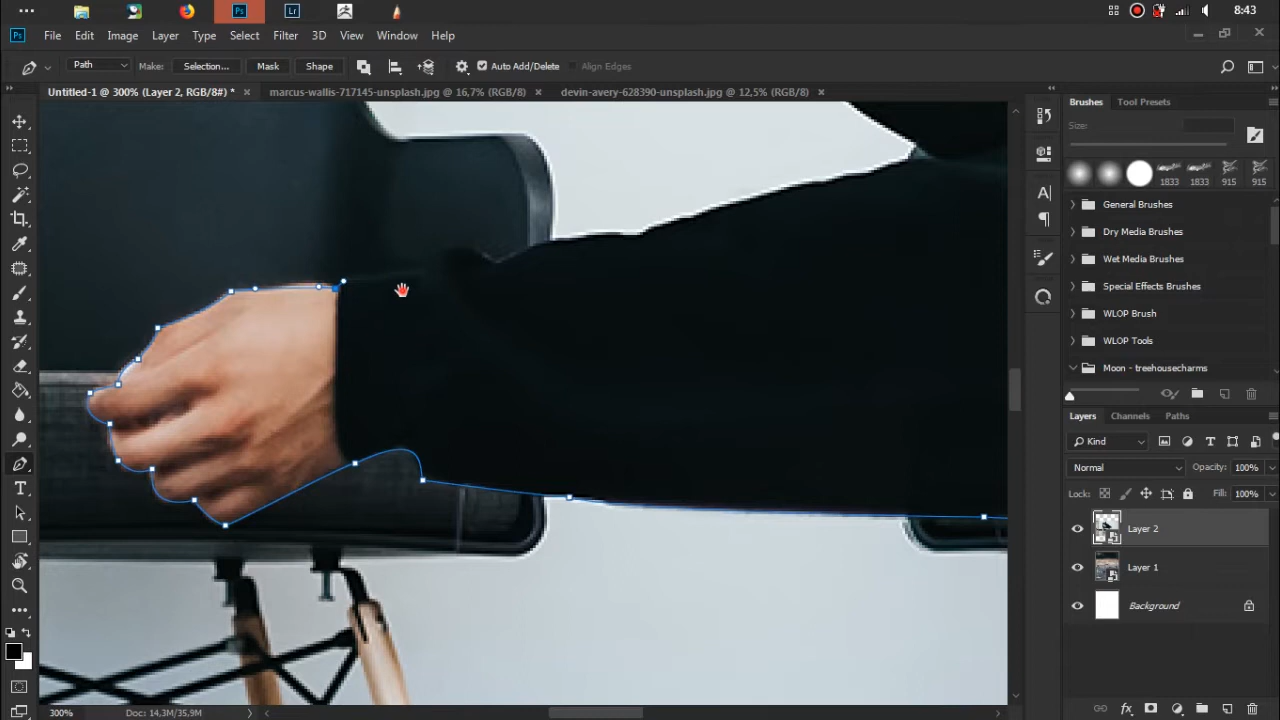 Ps Lr 8:43
Ps File Edit Image Layer Type Select Filter 3D View Window Help
Path Make: Selection... Mask Shape Auto Add/Delete Align Edges
Untitled-1 @ 300% (Layer 2, RGB/8#) * × marcus-wallis-717145-unsplash.jpg @ 16,7% (RGB/8) × devin-avery-628390-unsplash.jpg @ 12,5% (RGB/8) ×
Brushes Tool Presets
Size:
1833 1833 915 915
General Brushes
Dry Media Brushes
Wet Media Brushes
Special Effects Brushes
WLOP Brush
WLOP Tools
Moon - treehousecharms
Layers Channels Paths
Kind
Normal Opacity: 100%
Lock: Fill: 100%
Layer 2
Layer 1
Background
300% Doc: 14,3M/35,9M